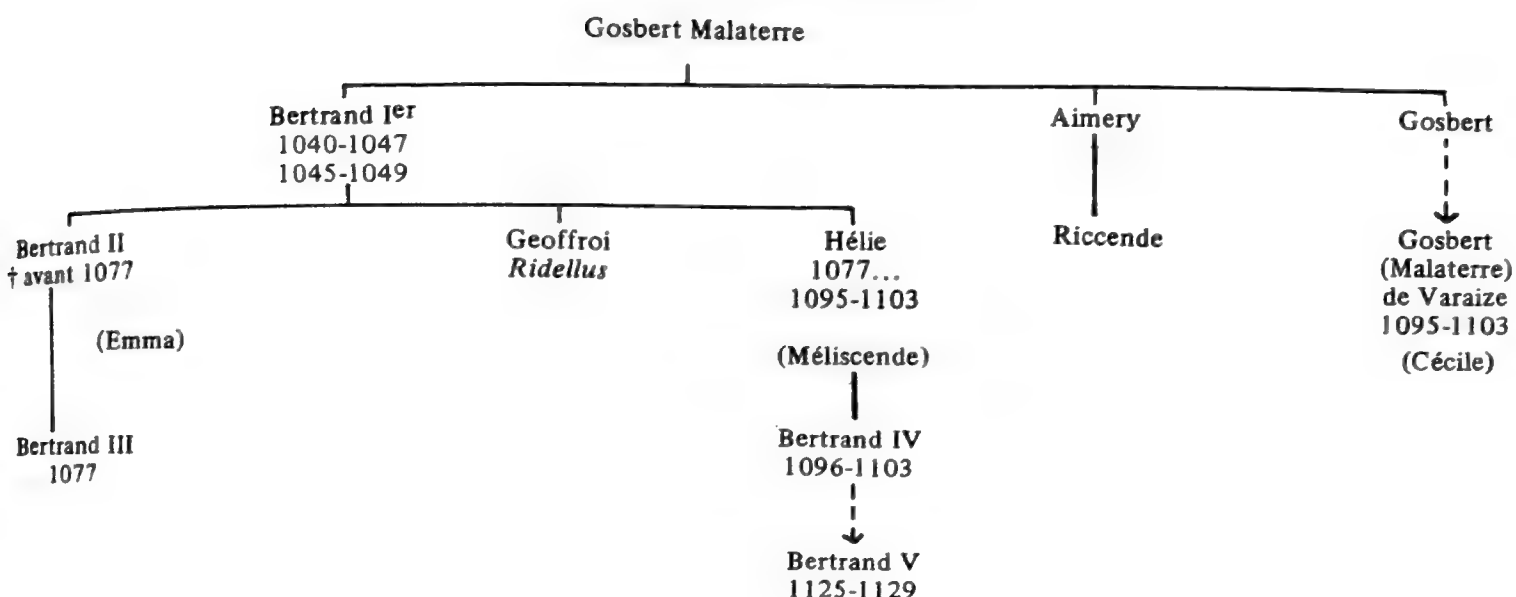 Gosbert Malaterre
Bertrand Ier
1040-1047
1045-1049
Aimery
Gosbert
Bertrand II
† avant 1077
(Emma)
Bertrand III
1077
Geoffroi
Ridellus
Hélie
1077...
1095-1103
(Méliscende)
Bertrand IV
1096-1103
Bertrand V
1125-1129
Riccende
Gosbert
(Malaterre)
de Varaize
1095-1103
(Cécile)